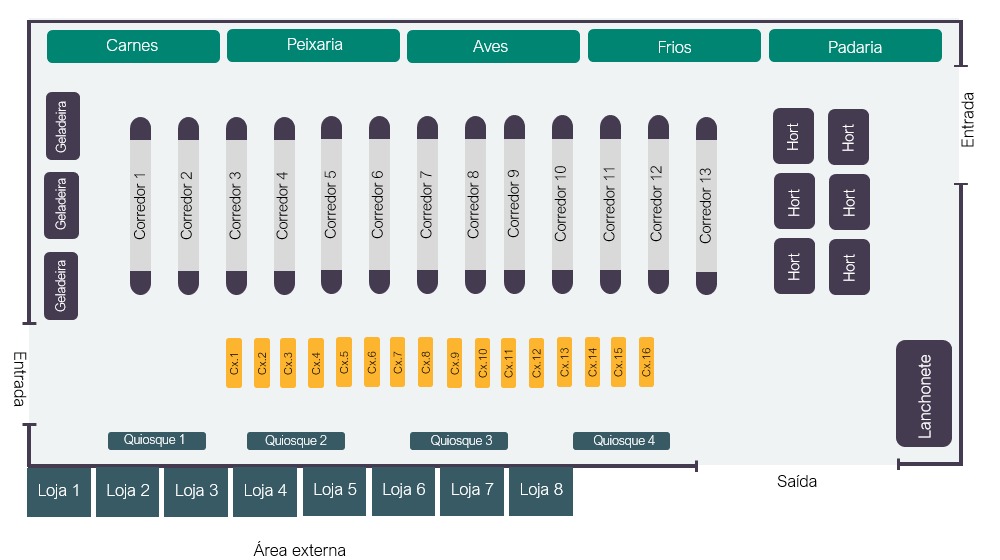 Carnes
Peixaria
Aves
Frios
Padaria
Entrada
Geladeira
Geladeira
Geladeira
Corredor 1
Corredor 2
Corredor 3
Corredor 4
Corredor 5
Corredor 6
Corredor 7
Corredor 8
Corredor 9
Corredor 10
Corredor 11
Corredor 12
Corredor 13
Hort
Hort
Hort
Hort
Hort
Hort
Entrada
Cx.1
Cx.2
Cx.3
Cx.4
Cx.5
Cx.6
Cx.7
Cx.8
Cx.9
Cx.10
Cx.11
Cx.12
Cx.13
Cx.14
Cx.15
Cx.16
Lanchonete
Quiosque 1
Quiosque 2
Quiosque 3
Quiosque 4
Loja 1
Loja 2
Loja 3
Loja 4
Loja 5
Loja 6
Loja 7
Loja 8
Saída
Área externa